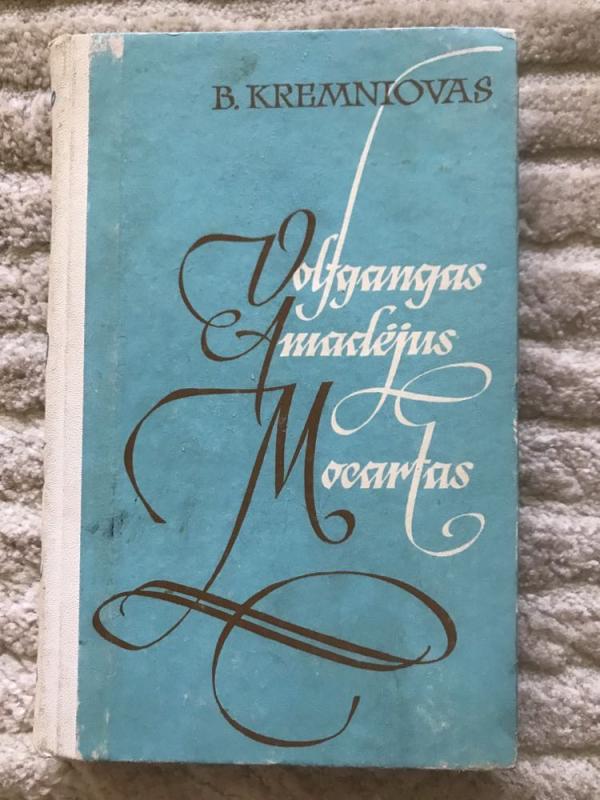 B. KREMNIOVAS
Volfgangas
Amadėjus
Mocartas